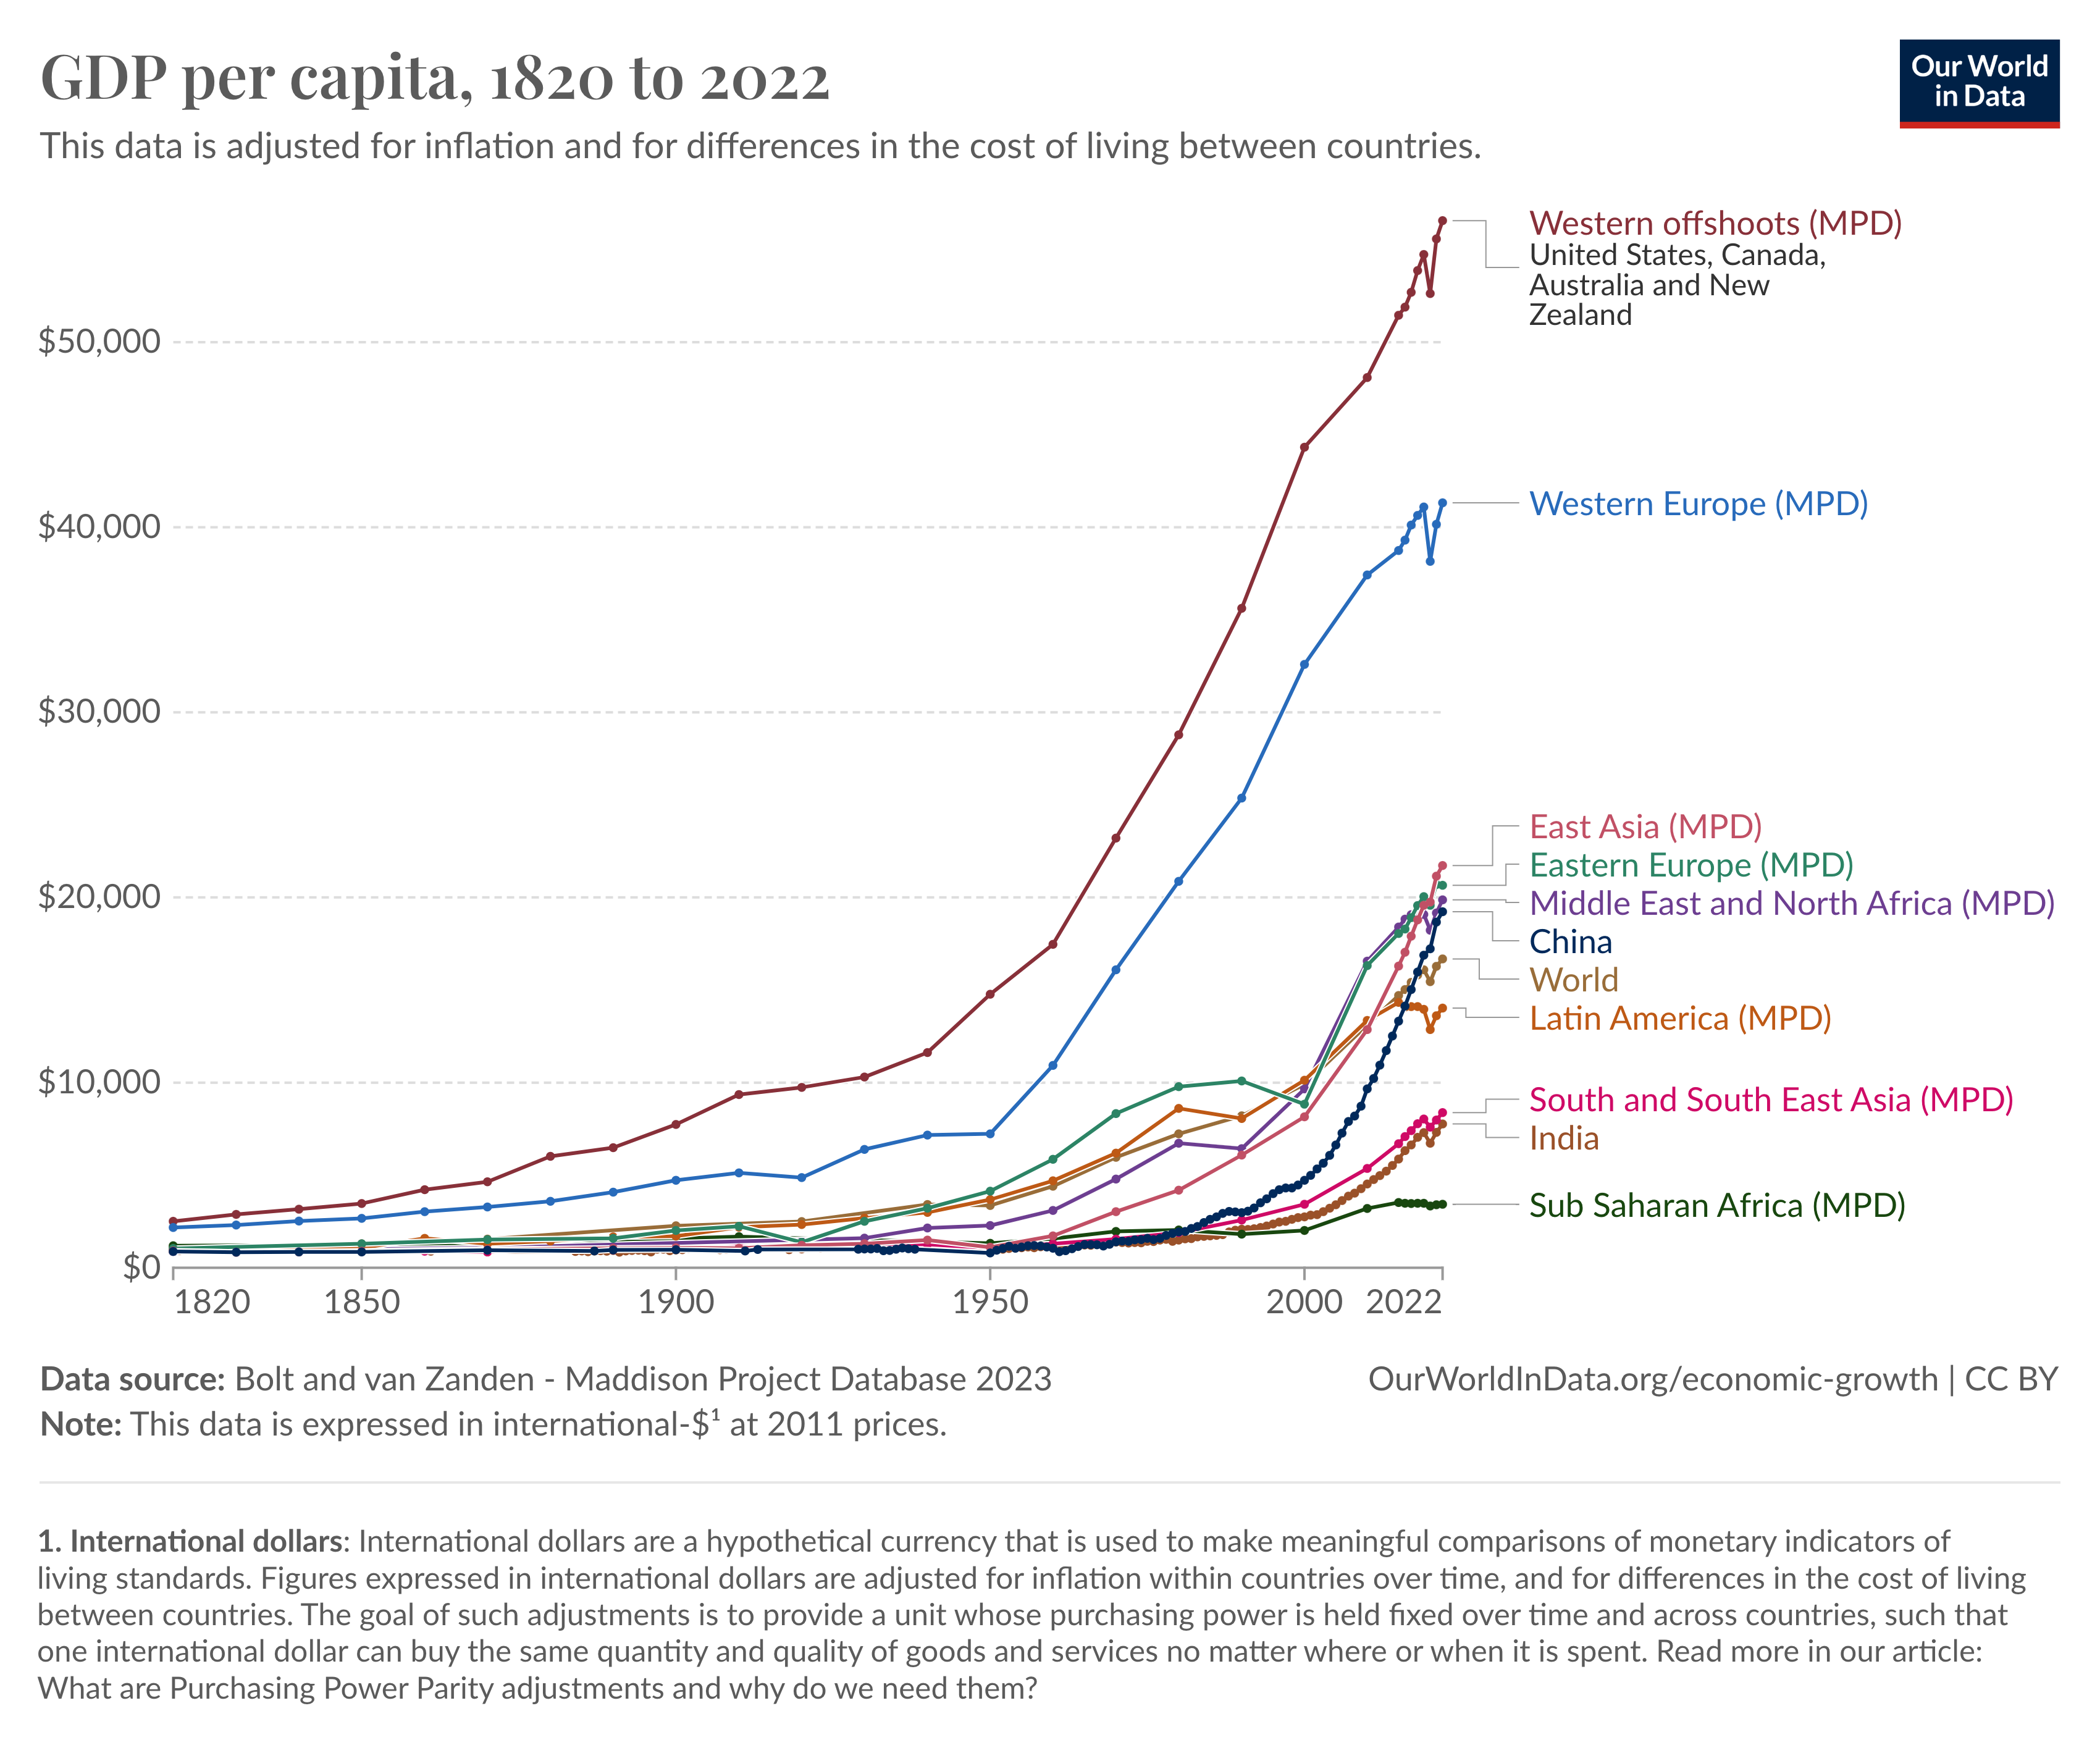 GDP per capita, 1820 to 2022
Our World
in Data
This data is adjusted for inflation and for differences in the cost of living between countries.
Western offshoots (MPD)
United States, Canada,
Australia and New
Zealand
$50,000
Western Europe (MPD)
$40,000
$30,000
East Asia (MPD)
Eastern Europe (MPD)
$20,000
Middle East and North Africa (MPD)
China
World
Latin America (MPD)
$10,000
South and South East Asia (MPD)
India
Sub Saharan Africa (MPD)
$0
1820 1850 1900 1950 2000 2022
Data source: Bolt and van Zanden - Maddison Project Database 2023
OurWorldInData.org/economic-growth | CC BY
Note: This data is expressed in international-$¹ at 2011 prices.
1. International dollars: International dollars are a hypothetical currency that is used to make meaningful comparisons of monetary indicators of
living standards. Figures expressed in international dollars are adjusted for inflation within countries over time, and for differences in the cost of living
between countries. The goal of such adjustments is to provide a unit whose purchasing power is held fixed over time and across countries, such that
one international dollar can buy the same quantity and quality of goods and services no matter where or when it is spent. Read more in our article:
What are Purchasing Power Parity adjustments and why do we need them?